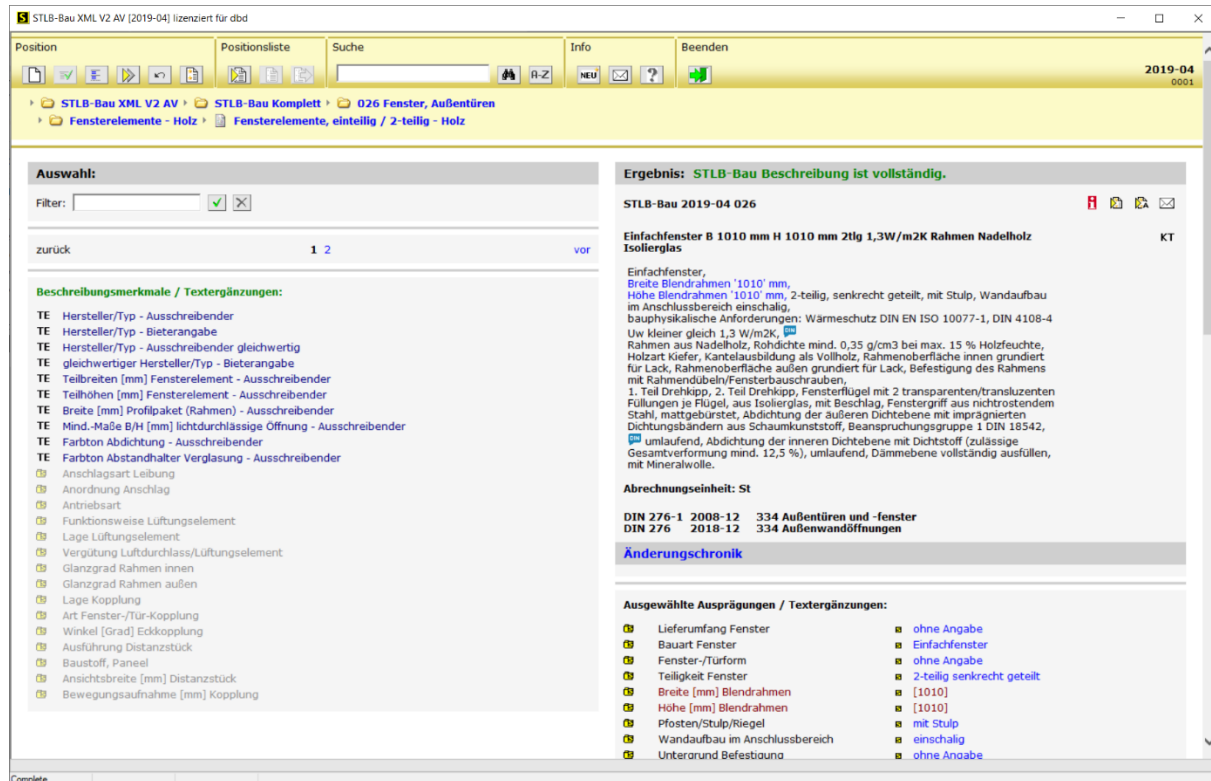 STLB-Bau XML V2 AV [2019-04] lizenziert für dbd
Position Positionsliste Suche Info Beenden
A-Z NEU ?
2019-04
0001
STLB-Bau XML V2 AV STLB-Bau Komplett 026 Fenster, Außentüren
Fensterelemente - Holz Fensterelemente, einteilig / 2-teilig - Holz
Auswahl:
Filter:
zurück 1 2 vor
Beschreibungsmerkmale / Textergänzungen:
TE Hersteller/Typ - Ausschreibender
TE Hersteller/Typ - Bieterangabe
TE Hersteller/Typ - Ausschreibender gleichwertig
TE gleichwertiger Hersteller/Typ - Bieterangabe
TE Teilbreiten [mm] Fensterelement - Ausschreibender
TE Teilhöhen [mm] Fensterelement - Ausschreibender
TE Breite [mm] Profilpaket (Rahmen) - Ausschreibender
TE Mind.-Maße B/H [mm] lichtdurchlässige Öffnung - Ausschreibender
TE Farbton Abdichtung - Ausschreibender
TE Farbton Abstandhalter Verglasung - Ausschreibender
Anschlagsart Leibung
Anordnung Anschlag
Antriebsart
Funktionsweise Lüftungselement
Lage Lüftungselement
Vergütung Luftdurchlass/Lüftungselement
Glanzgrad Rahmen innen
Glanzgrad Rahmen außen
Lage Kopplung
Art Fenster-/Tür-Kopplung
Winkel [Grad] Eckkopplung
Ausführung Distanzstück
Baustoff, Paneel
Ansichtsbreite [mm] Distanzstück
Bewegungsaufnahme [mm] Kopplung
Ergebnis: STLB-Bau Beschreibung ist vollständig.
STLB-Bau 2019-04 026
Einfachfenster B 1010 mm H 1010 mm 2tlg 1,3W/m2K Rahmen Nadelholz KT
Isolierglas
Einfachfenster,
Breite Blendrahmen '1010' mm,
Höhe Blendrahmen '1010' mm, 2-teilig, senkrecht geteilt, mit Stulp, Wandaufbau
im Anschlussbereich einschalig,
bauphysikalische Anforderungen: Wärmeschutz DIN EN ISO 10077-1, DIN 4108-4
Uw kleiner gleich 1,3 W/m2K, DIN
Rahmen aus Nadelholz, Rohdichte mind. 0,35 g/cm3 bei max. 15 % Holzfeuchte,
Holzart Kiefer, Kantelausbildung als Vollholz, Rahmenoberfläche innen grundiert
für Lack, Rahmenoberfläche außen grundiert für Lack, Befestigung des Rahmens
mit Rahmendübeln/Fensterbauschrauben,
1. Teil Drehkipp, 2. Teil Drehkipp, Fensterflügel mit 2 transparenten/transluzenten
Füllungen je Flügel, aus Isolierglas, mit Beschlag, Fenstergriff aus nichtrostendem
Stahl, mattgebürstet, Abdichtung der äußeren Dichtebene mit imprägnierten
Dichtungsbändern aus Schaumkunststoff, Beanspruchungsgruppe 1 DIN 18542,
DIN umlaufend, Abdichtung der inneren Dichtebene mit Dichtstoff (zulässige
Gesamtverformung mind. 12,5 %), umlaufend, Dämmebene vollständig ausfüllen,
mit Mineralwolle.
Abrechnungseinheit: St
DIN 276-1 2008-12 334 Außentüren und -fenster
DIN 276 2018-12 334 Außenwandöffnungen
Änderungschronik
Ausgewählte Ausprägungen / Textergänzungen:
Lieferumfang Fenster ohne Angabe
Bauart Fenster Einfachfenster
Fenster-/Türform ohne Angabe
Teiligkeit Fenster 2-teilig senkrecht geteilt
Breite [mm] Blendrahmen [1010]
Höhe [mm] Blendrahmen [1010]
Pfosten/Stulp/Riegel mit Stulp
Wandaufbau im Anschlussbereich einschalig
Untergrund Befestigung ohne Angabe
Complete